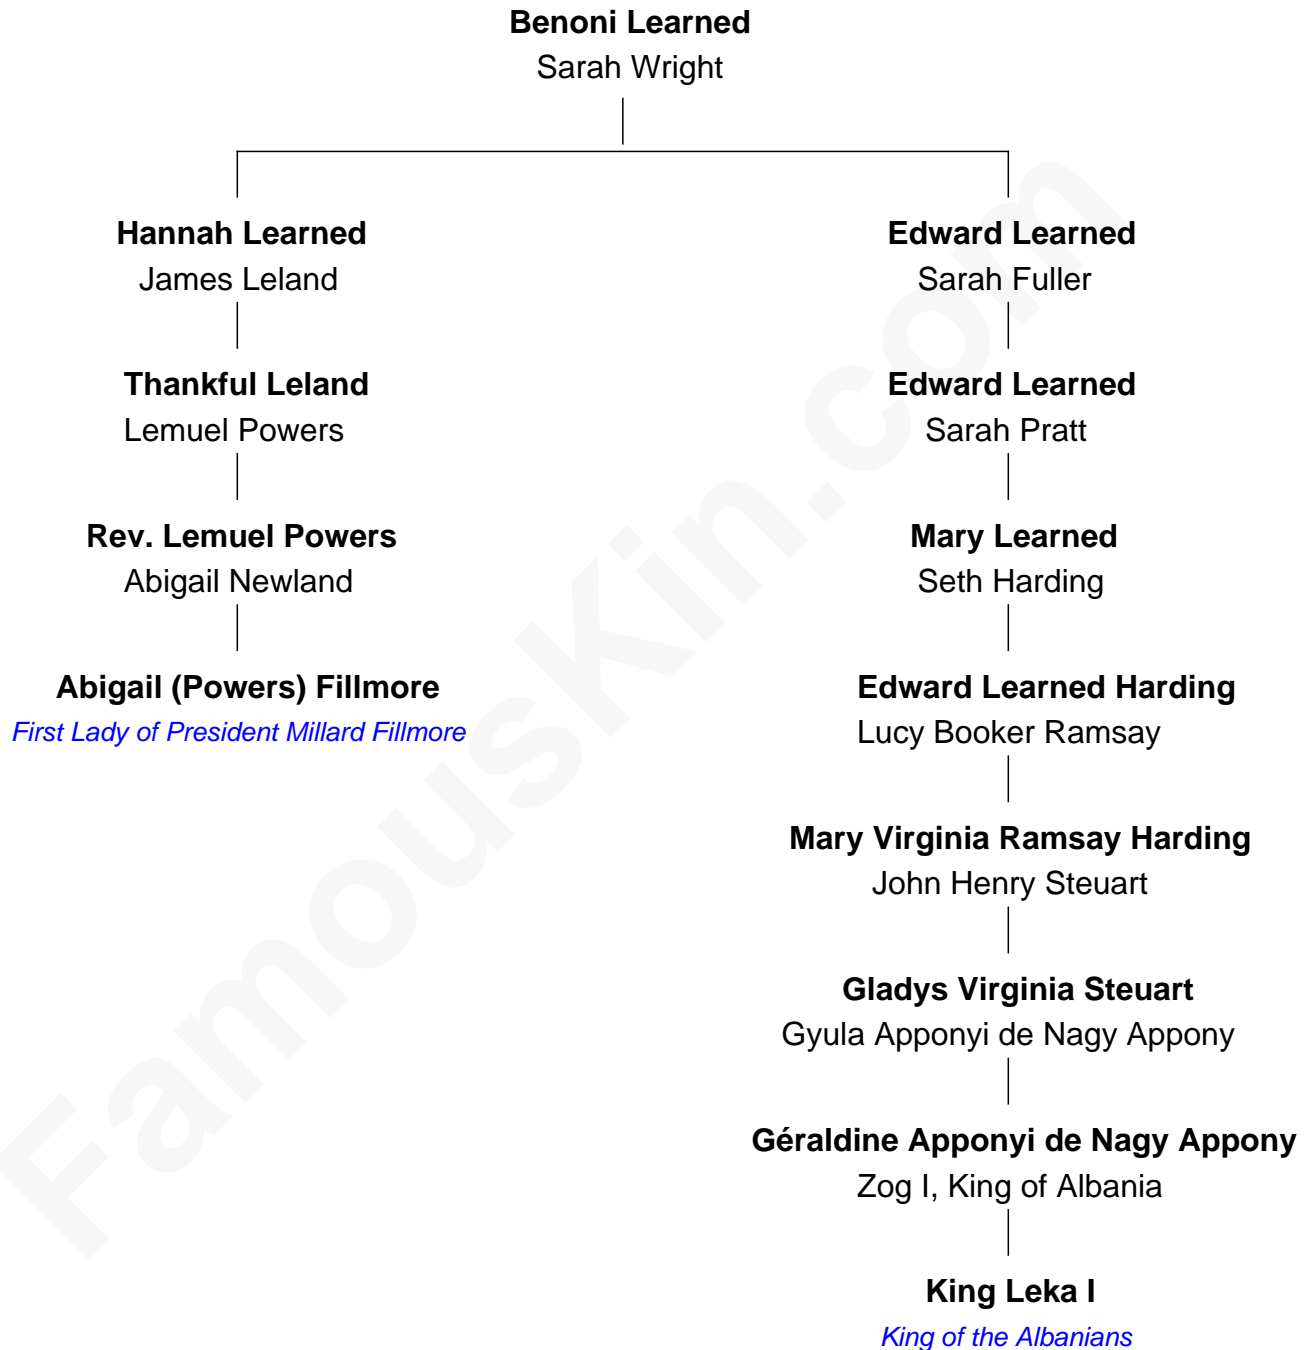 Benoni Learned
Sarah Wright
Hannah Learned
James Leland
Thankful Leland
Lemuel Powers
Rev. Lemuel Powers
Abigail Newland
Abigail (Powers) Fillmore
First Lady of President Millard Fillmore
Edward Learned
Sarah Fuller
Edward Learned
Sarah Pratt
Mary Learned
Seth Harding
Edward Learned Harding
Lucy Booker Ramsay
Mary Virginia Ramsay Harding
John Henry Steuart
Gladys Virginia Steuart
Gyula Apponyi de Nagy Appony
Géraldine Apponyi de Nagy Appony
Zog I, King of Albania
King Leka I
King of the Albanians
FamousKin.com